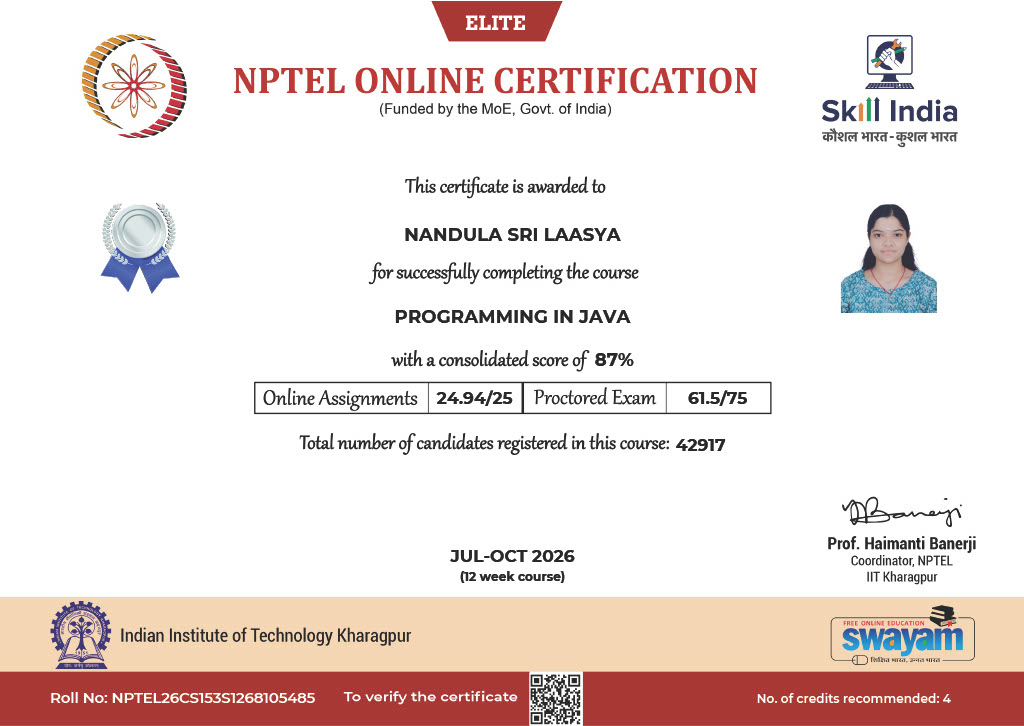 ELITE
NPTEL ONLINE CERTIFICATION
(Funded by the MoE, Govt. of India)
Skill India
कौशल भारत - कुशल भारत
This certificate is awarded to
NANDULA SRI LAASYA
for successfully completing the course
PROGRAMMING IN JAVA
with a consolidated score of 87%
Online Assignments 24.94/25 Proctored Exam 61.5/75
Total number of candidates registered in this course: 42917
JUL-OCT 2026
(12 week course)
Prof. Haimanti Banerji
Coordinator, NPTEL
IIT Kharagpur
Indian Institute of Technology Kharagpur
FREE ONLINE EDUCATION
swayam
शिक्षित भारत, उन्नत भारत
Roll No: NPTEL26CS153S1268105485
To verify the certificate
No. of credits recommended: 4